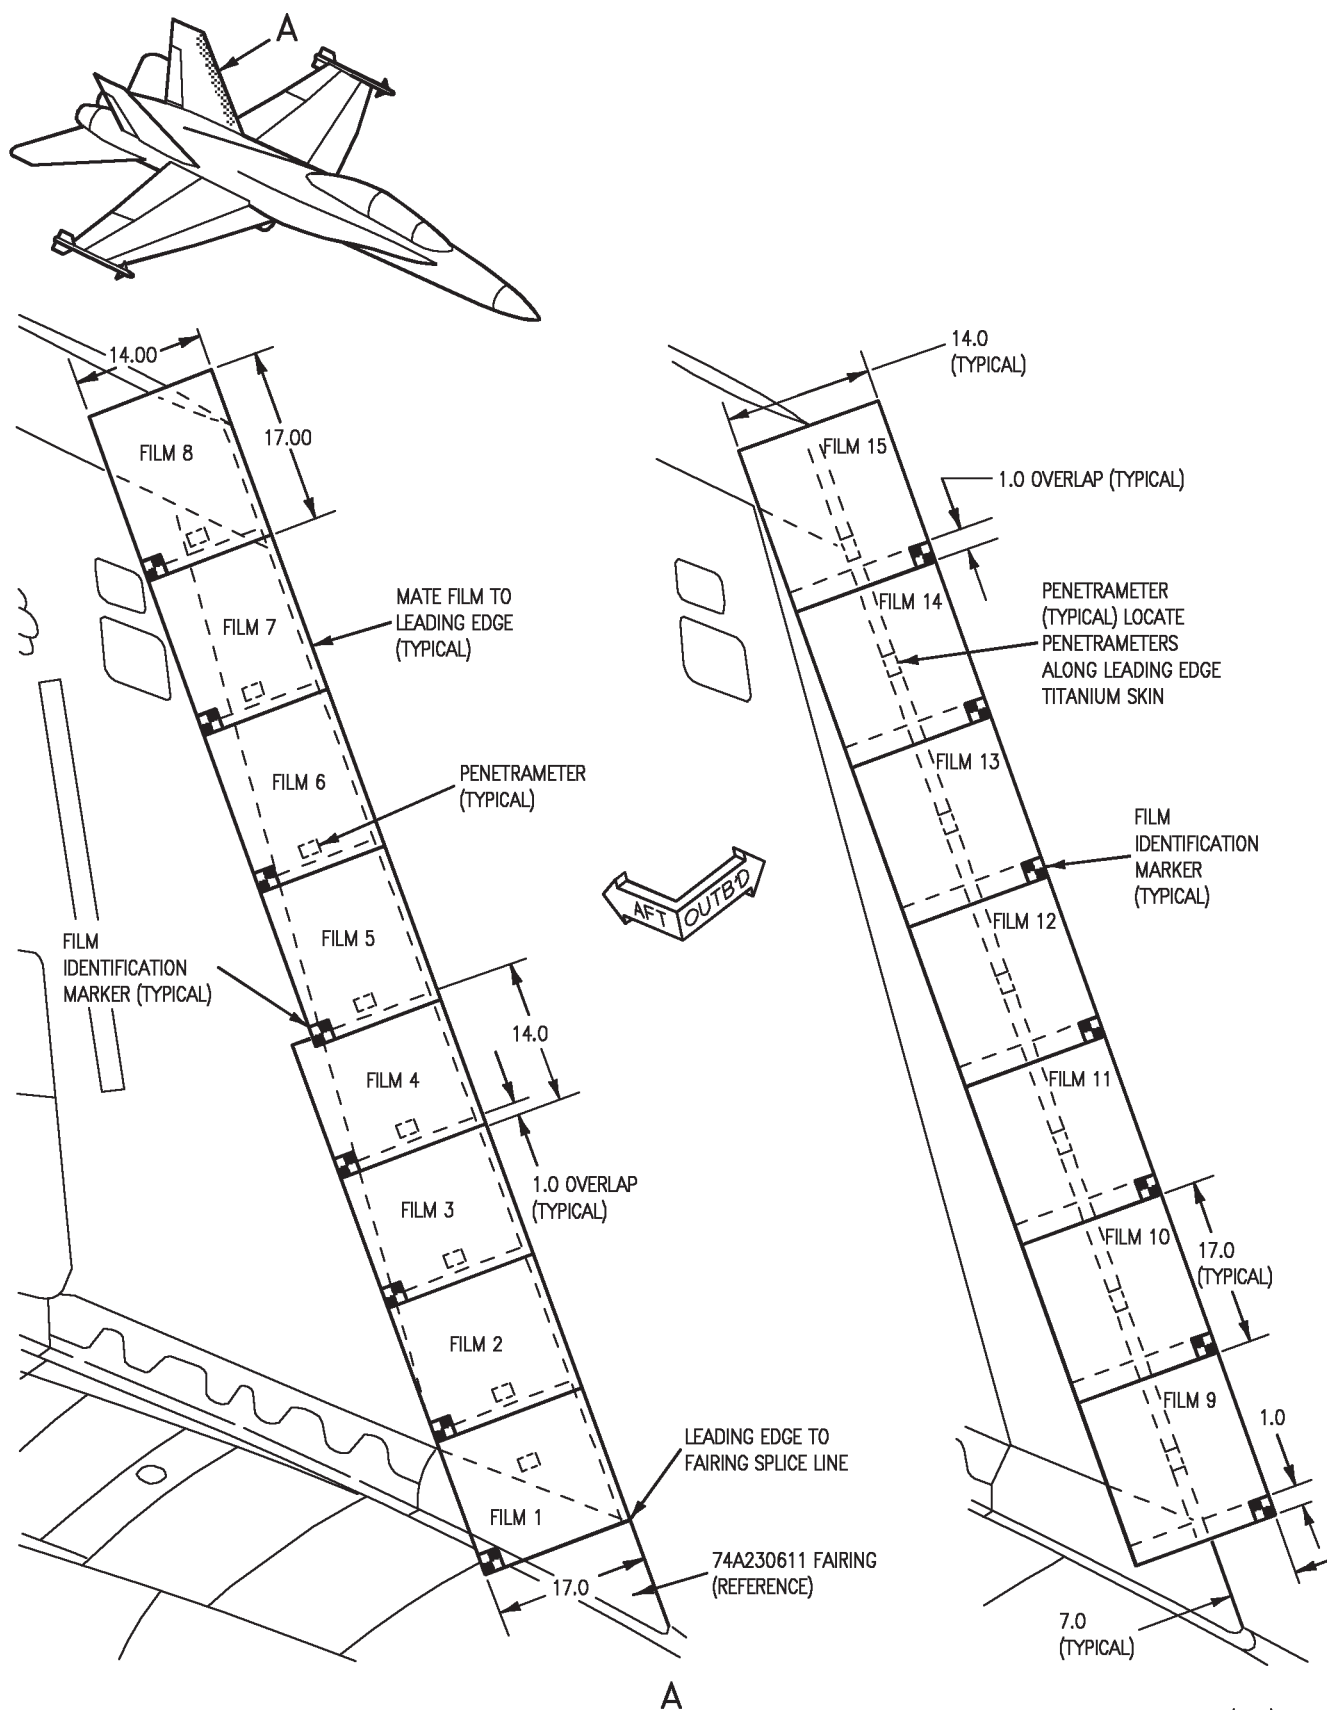 A
14.00
17.00
FILM 8
FILM 7
FILM 6
FILM 5
FILM 4
FILM 3
FILM 2
FILM 1
MATE FILM TO
LEADING EDGE
(TYPICAL)
PENETRAMETER
(TYPICAL)
FILM
IDENTIFICATION
MARKER (TYPICAL)
14.0
1.0 OVERLAP
(TYPICAL)
LEADING EDGE TO
FAIRING SPLICE LINE
74A230611 FAIRING
(REFERENCE)
17.0
AFT
OUTB'D
14.0
(TYPICAL)
FILM 15
1.0 OVERLAP (TYPICAL)
FILM 14
PENETRAMETER
(TYPICAL) LOCATE
PENETRAMETERS
ALONG LEADING EDGE
TITANIUM SKIN
FILM 13
FILM
IDENTIFICATION
MARKER
(TYPICAL)
FILM 12
FILM 11
FILM 10
17.0
(TYPICAL)
FILM 9
1.0
7.0
(TYPICAL)
A